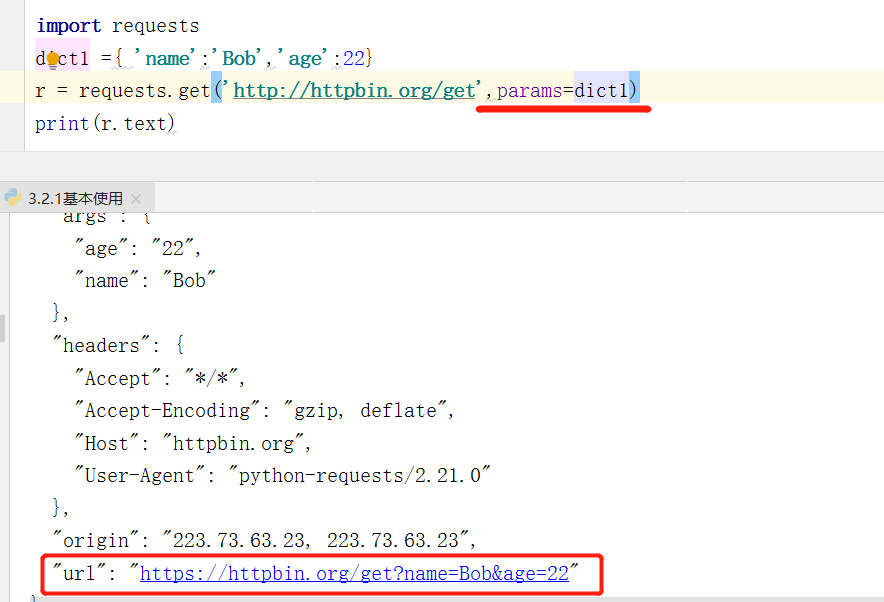 import requests
dict1 ={ 'name':'Bob','age':22}
r = requests.get('http://httpbin.org/get',params=dict1)
print(r.text)
3.2.1基本使用
"args": {
"age": "22",
"name": "Bob"
},
"headers": {
"Accept": "*/*",
"Accept-Encoding": "gzip, deflate",
"Host": "httpbin.org",
"User-Agent": "python-requests/2.21.0"
},
"origin": "223.73.63.23, 223.73.63.23",
"url": "https://httpbin.org/get?name=Bob&age=22"
}